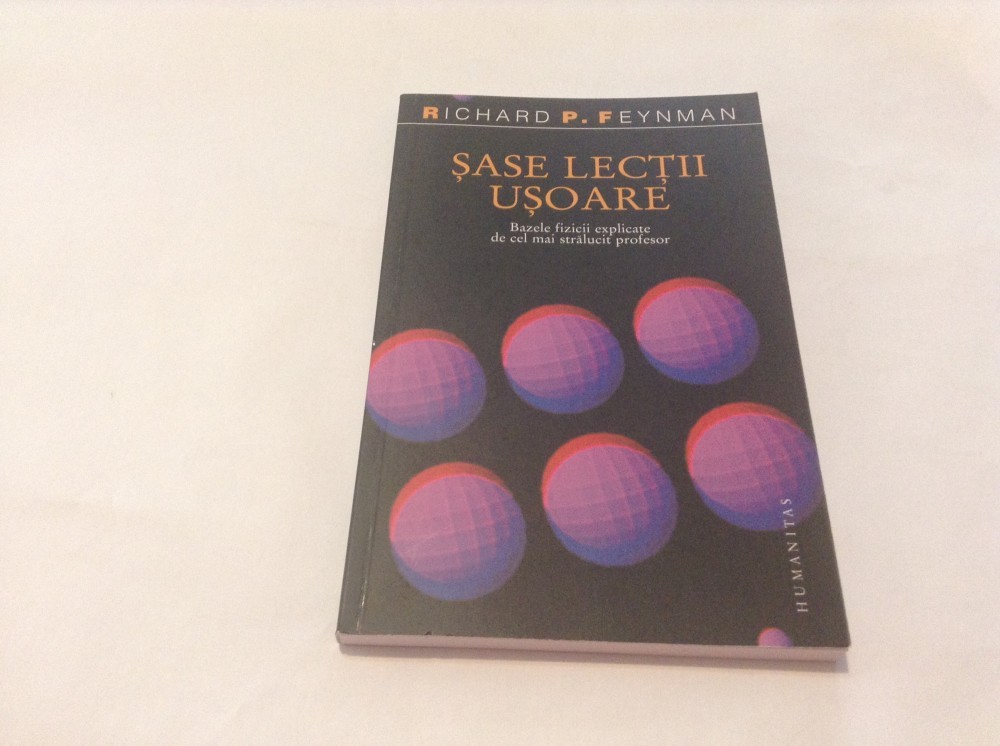 RICHARD P. FEYNMAN
ȘASE LECȚII
UȘOARE
Bazele fizicii explicate
de cel mai strălucit profesor
HUMANITAS